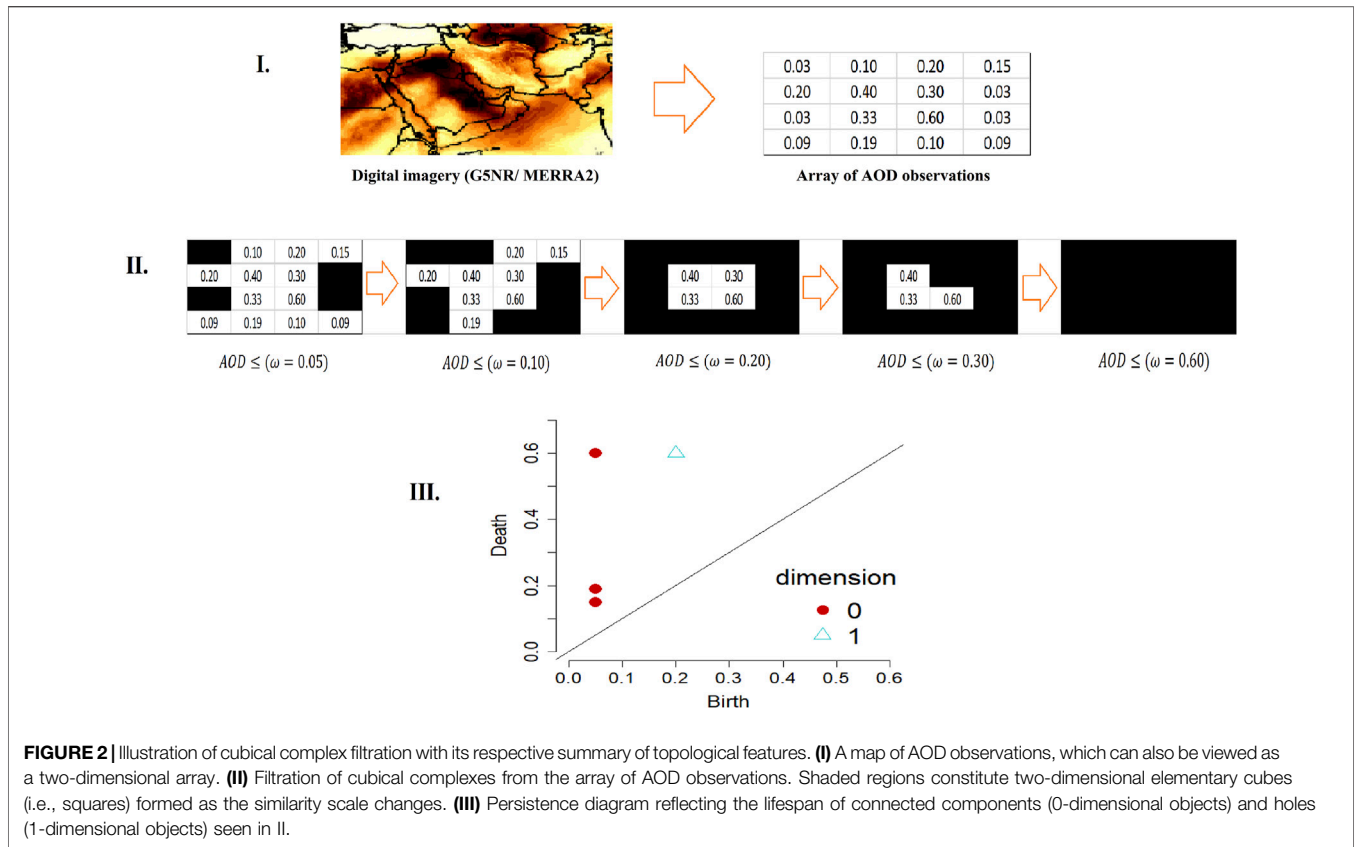 I.
0.03 0.10 0.20 0.15
0.20 0.40 0.30 0.03
0.03 0.33 0.60 0.03
0.09 0.19 0.10 0.09
Digital imagery (G5NR/ MERRA2)
Array of AOD observations
II.
0.10 0.20 0.15
0.20 0.40 0.30
0.33 0.60
0.09 0.19 0.10 0.09
AOD ≤ (ω = 0.05)
0.20 0.15
0.20 0.40 0.30
0.33 0.60
0.19
AOD ≤ (ω = 0.10)
0.40 0.30
0.33 0.60
AOD ≤ (ω = 0.20)
0.40
0.33 0.60
AOD ≤ (ω = 0.30)
AOD ≤ (ω = 0.60)
III.
Death
0.6
0.4
0.2
0.0
dimension
0
1
0.0 0.1 0.2 0.3 0.4 0.5 0.6
Birth
FIGURE 2 | Illustration of cubical complex filtration with its respective summary of topological features. (I) A map of AOD observations, which can also be viewed as
a two-dimensional array. (II) Filtration of cubical complexes from the array of AOD observations. Shaded regions constitute two-dimensional elementary cubes
(i.e., squares) formed as the similarity scale changes. (III) Persistence diagram reflecting the lifespan of connected components (0-dimensional objects) and holes
(1-dimensional objects) seen in II.